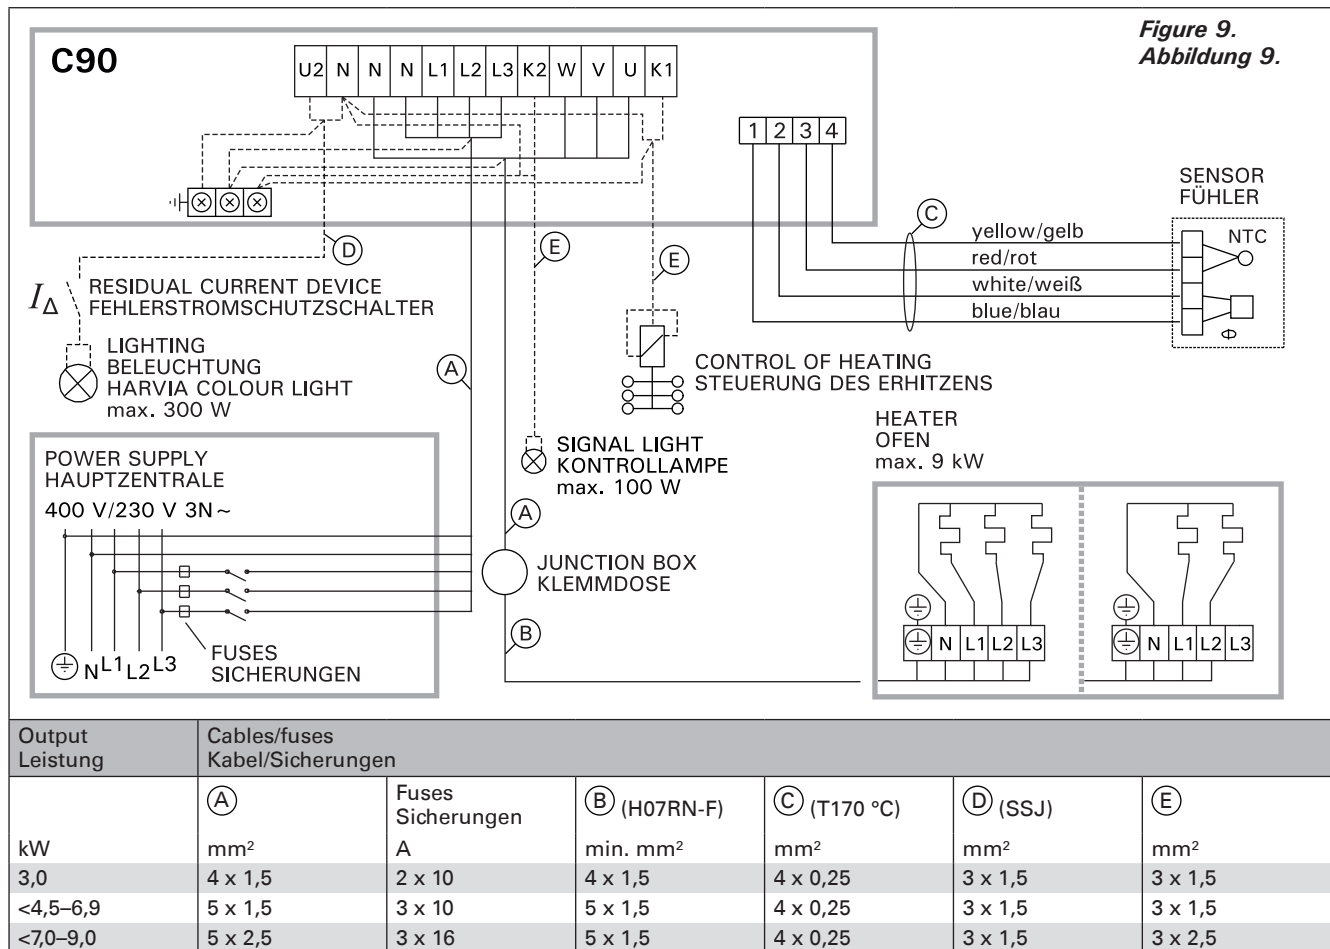 Figure 9.
Abbildung 9.
C90
U2 N N N L1 L2 L3 K2 W V U K1
1 2 3 4
SENSOR
FÜHLER
NTC
C
yellow/gelb
red/rot
white/weiß
blue/blau
D
E
E
I∆
RESIDUAL CURRENT DEVICE
FEHLERSTROMSCHUTZSCHALTER
LIGHTING
BELEUCHTUNG
HARVIA COLOUR LIGHT
max. 300 W
A
CONTROL OF HEATING
STEUERUNG DES ERHITZENS
SIGNAL LIGHT
KONTROLLAMPE
max. 100 W
HEATER
OFEN
max. 9 kW
POWER SUPPLY
HAUPTZENTRALE
400 V/230 V 3N~
A
JUNCTION BOX
KLEMMDOSE
B
N L1 L2 L3
FUSES
SICHERUNGEN
N L1 L2 L3
N L1 L2 L3
Output
Leistung
Cables/fuses
Kabel/Sicherungen
A
Fuses
Sicherungen
B (H07RN-F)
C (T170 °C)
D (SSJ)
E
kW mm² A min. mm² mm² mm² mm²
3,0 4 x 1,5 2 x 10 4 x 1,5 4 x 0,25 3 x 1,5 3 x 1,5
<4,5–6,9 5 x 1,5 3 x 10 5 x 1,5 4 x 0,25 3 x 1,5 3 x 1,5
<7,0–9,0 5 x 2,5 3 x 16 5 x 1,5 4 x 0,25 3 x 1,5 3 x 2,5